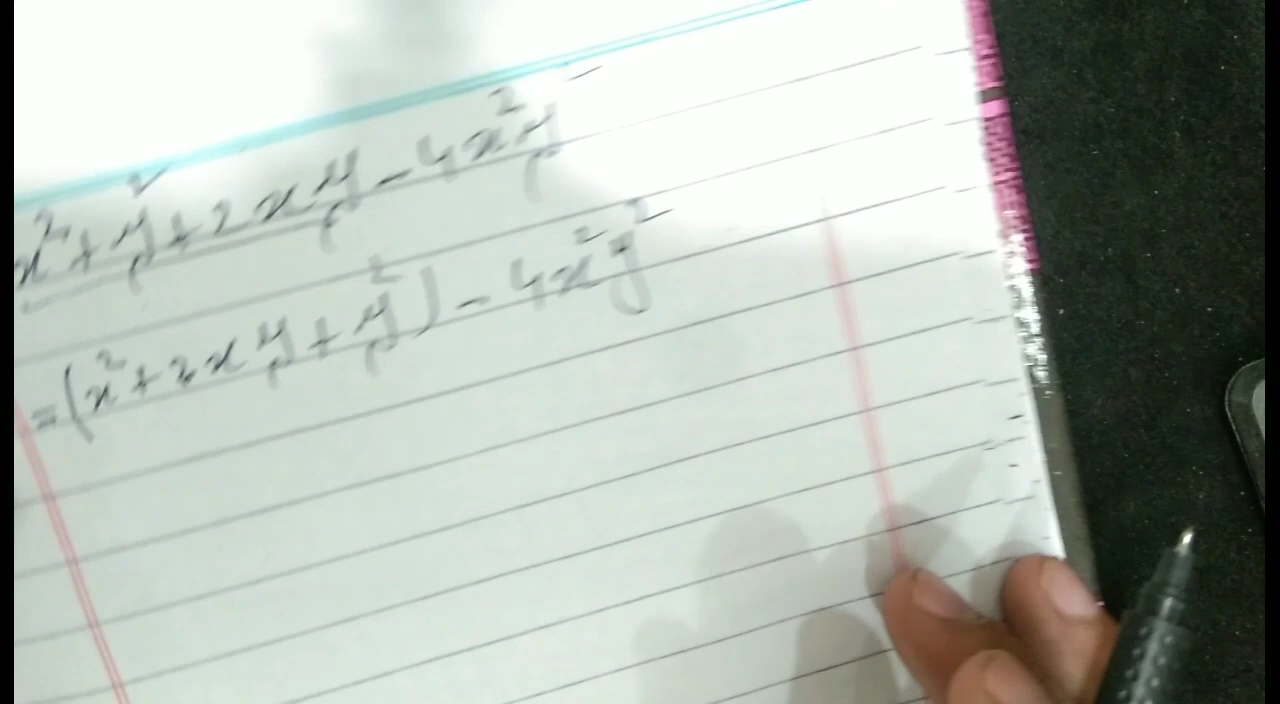 x² + y² + 2xy - 4x²y²
= (x² + 2xy + y²) - 4x²y²